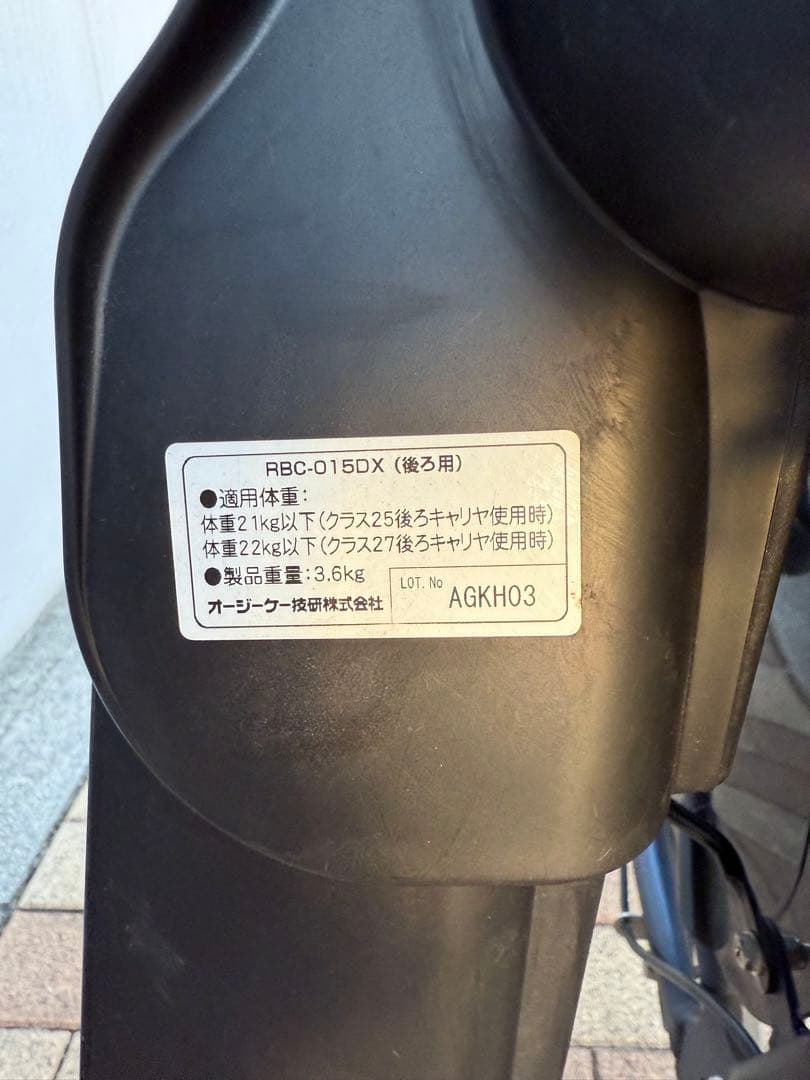 RBC-015DX (後ろ用)
●適用体重:
体重21kg以下(クラス25後ろキャリヤ使用時)
体重22kg以下(クラス27後ろキャリヤ使用時)
●製品重量:3.6kg
オージーケー技研株式会社
LOT. No AGKH03